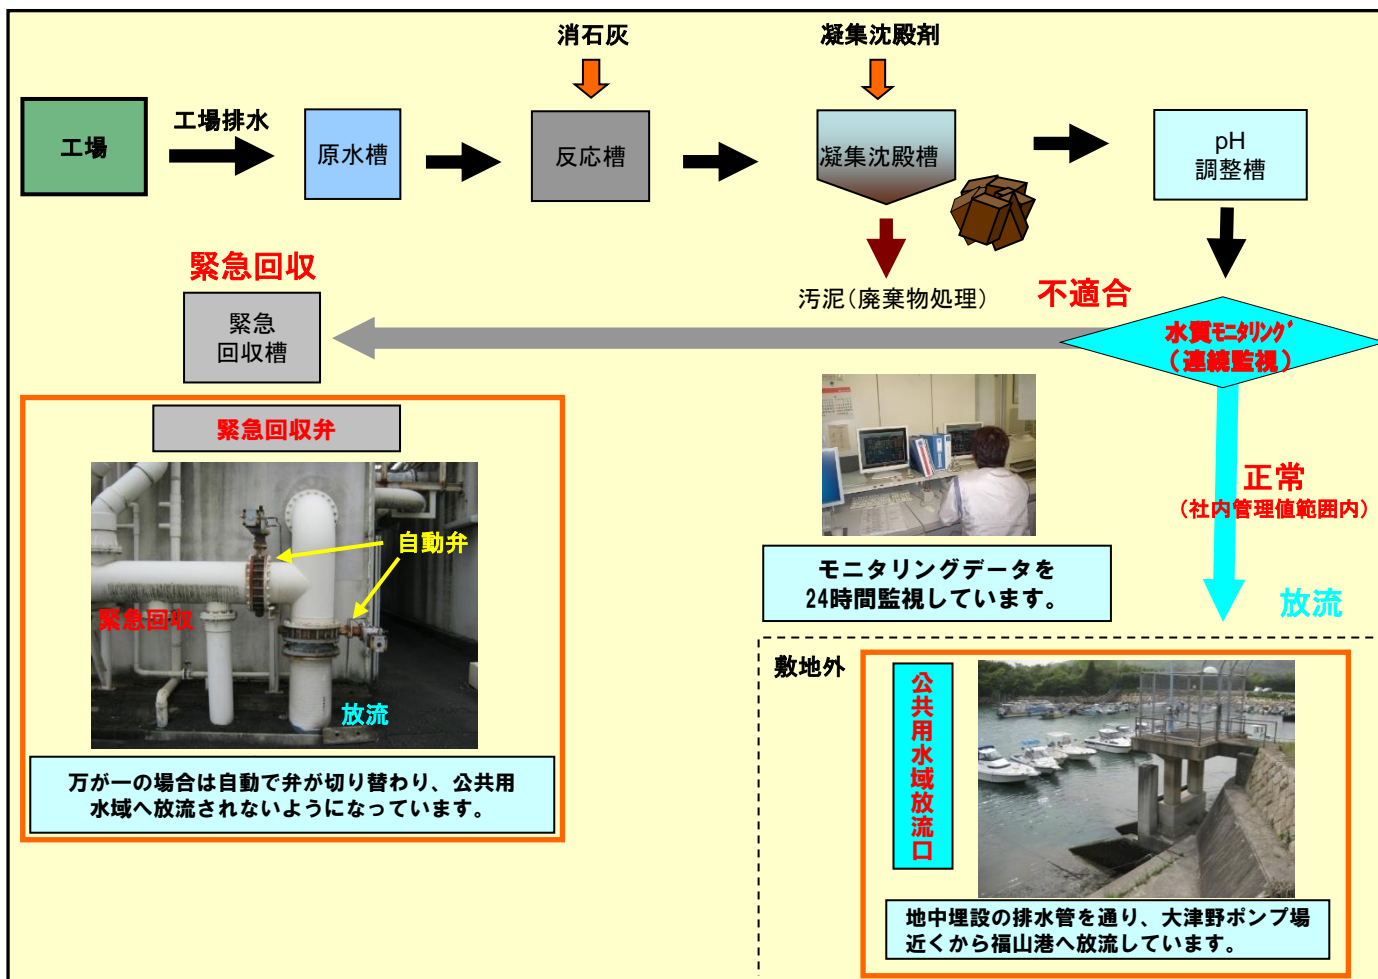 消石灰
凝集沈殿剤
工場
工場排水
原水槽
反応槽
凝集沈殿槽
pH
調整槽
汚泥（廃棄物処理）
緊急回収
緊急
回収槽
不適合
水質ﾓﾆﾀﾘﾝｸﾞ
（連続監視）
緊急回収弁
自動弁
緊急回収
放流
万が一の場合は自動で弁が切り替わり、公共用
水域へ放流されないようになっています。
モニタリングデータを
24時間監視しています。
正常
（社内管理値範囲内）
放流
敷地外
公共用水域放流口
地中埋設の排水管を通り、大津野ポンプ場
近くから福山港へ放流しています。